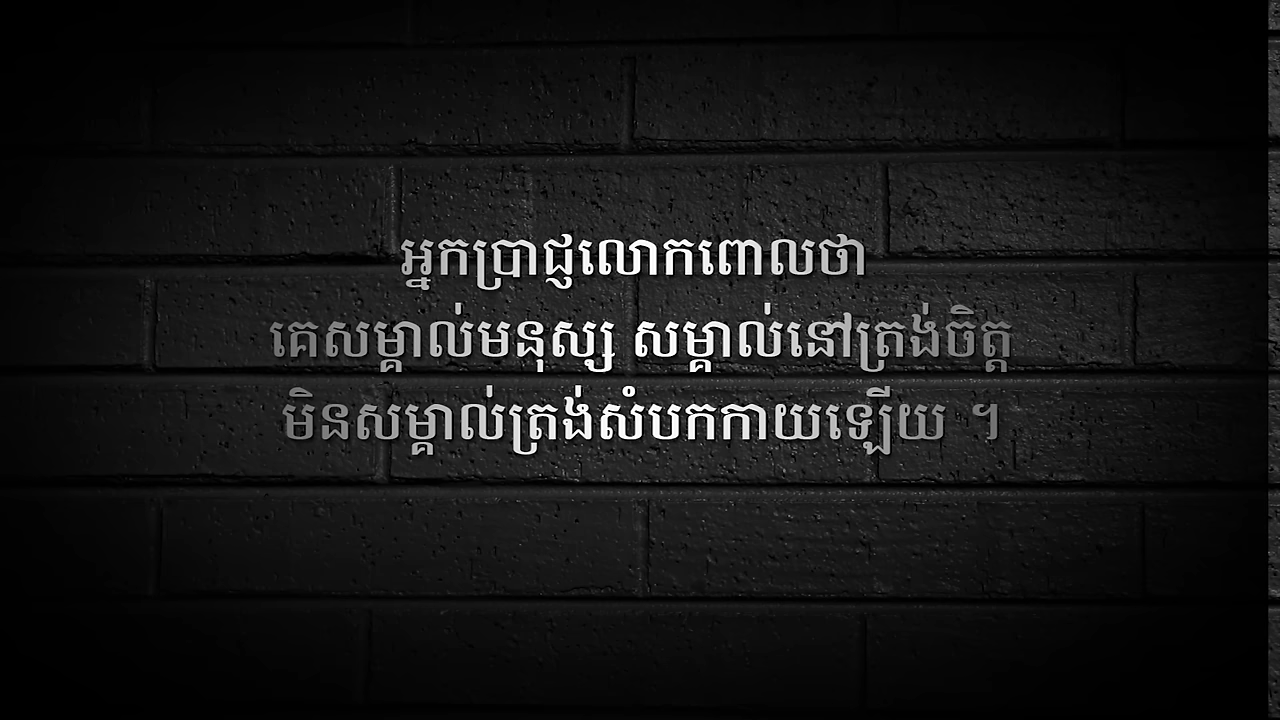 អ្នកប្រាជ្ញលោកពោលថា
គេសម្គាល់មនុស្ស សម្គាល់នៅត្រង់ចិត្ត
មិនសម្គាល់ត្រង់សំបកកាយឡើយ ។